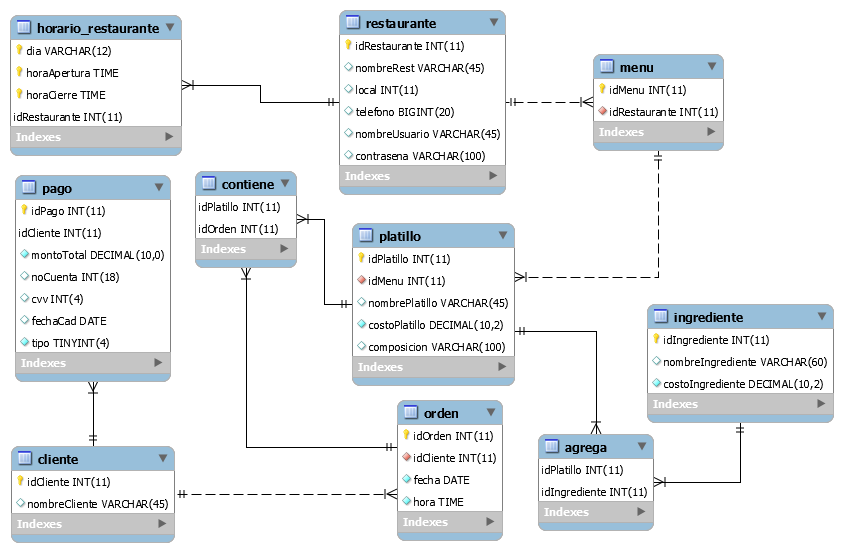 horario_restaurante
dia VARCHAR(12)
horaApertura TIME
horaCierre TIME
idRestaurante INT(11)
Indexes
restaurante
idRestaurante INT(11)
nombreRest VARCHAR(45)
local INT(11)
telefono BIGINT(20)
nombreUsuario VARCHAR(45)
contrasena VARCHAR(100)
Indexes
menu
idMenu INT(11)
idRestaurante INT(11)
Indexes
pago
idPago INT(11)
idCliente INT(11)
montoTotal DECIMAL(10,0)
noCuenta INT(18)
cvv INT(4)
fechaCad DATE
tipo TINYINT(4)
Indexes
contiene
idPlatillo INT(11)
idOrden INT(11)
Indexes
platillo
idPlatillo INT(11)
idMenu INT(11)
nombrePlatillo VARCHAR(45)
costoPlatillo DECIMAL(10,2)
composicion VARCHAR(100)
Indexes
ingrediente
idIngrediente INT(11)
nombreIngrediente VARCHAR(60)
costoIngrediente DECIMAL(10,2)
Indexes
cliente
idCliente INT(11)
nombreCliente VARCHAR(45)
Indexes
orden
idOrden INT(11)
idCliente INT(11)
fecha DATE
hora TIME
Indexes
agrega
idPlatillo INT(11)
idIngrediente INT(11)
Indexes